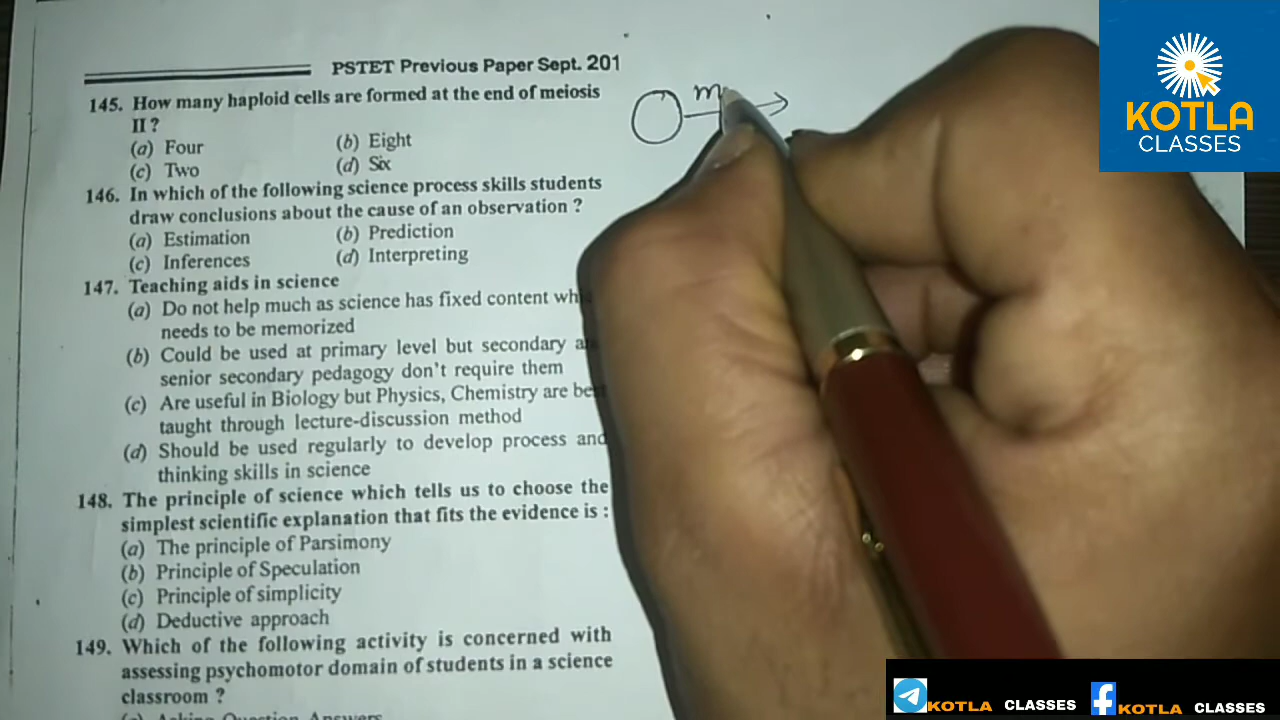 PSTET Previous Paper Sept. 201
145. How many haploid cells are formed at the end of meiosis
II ?
(a) Four (b) Eight
(c) Two (d) Six
146. In which of the following science process skills students
draw conclusions about the cause of an observation ?
(a) Estimation (b) Prediction
(c) Inferences (d) Interpreting
147. Teaching aids in science
(a) Do not help much as science has fixed content
needs to be memorized
(b) Could be used at primary level but secondary
senior secondary pedagogy don't require them
(c) Are useful in Biology but Physics, Chemistry are
taught through lecture-discussion method
(d) Should be used regularly to develop process and
thinking skills in science
148. The principle of science which tells us to choose the
simplest scientific explanation that fits the evidence is :
(a) The principle of Parsimony
(b) Principle of Speculation
(c) Principle of simplicity
(d) Deductive approach
149. Which of the following activity is concerned with
assessing psychomotor domain of students in a science
classroom ?
m
KOTLA
CLASSES
KOTLA CLASSES KOTLA CLASSES